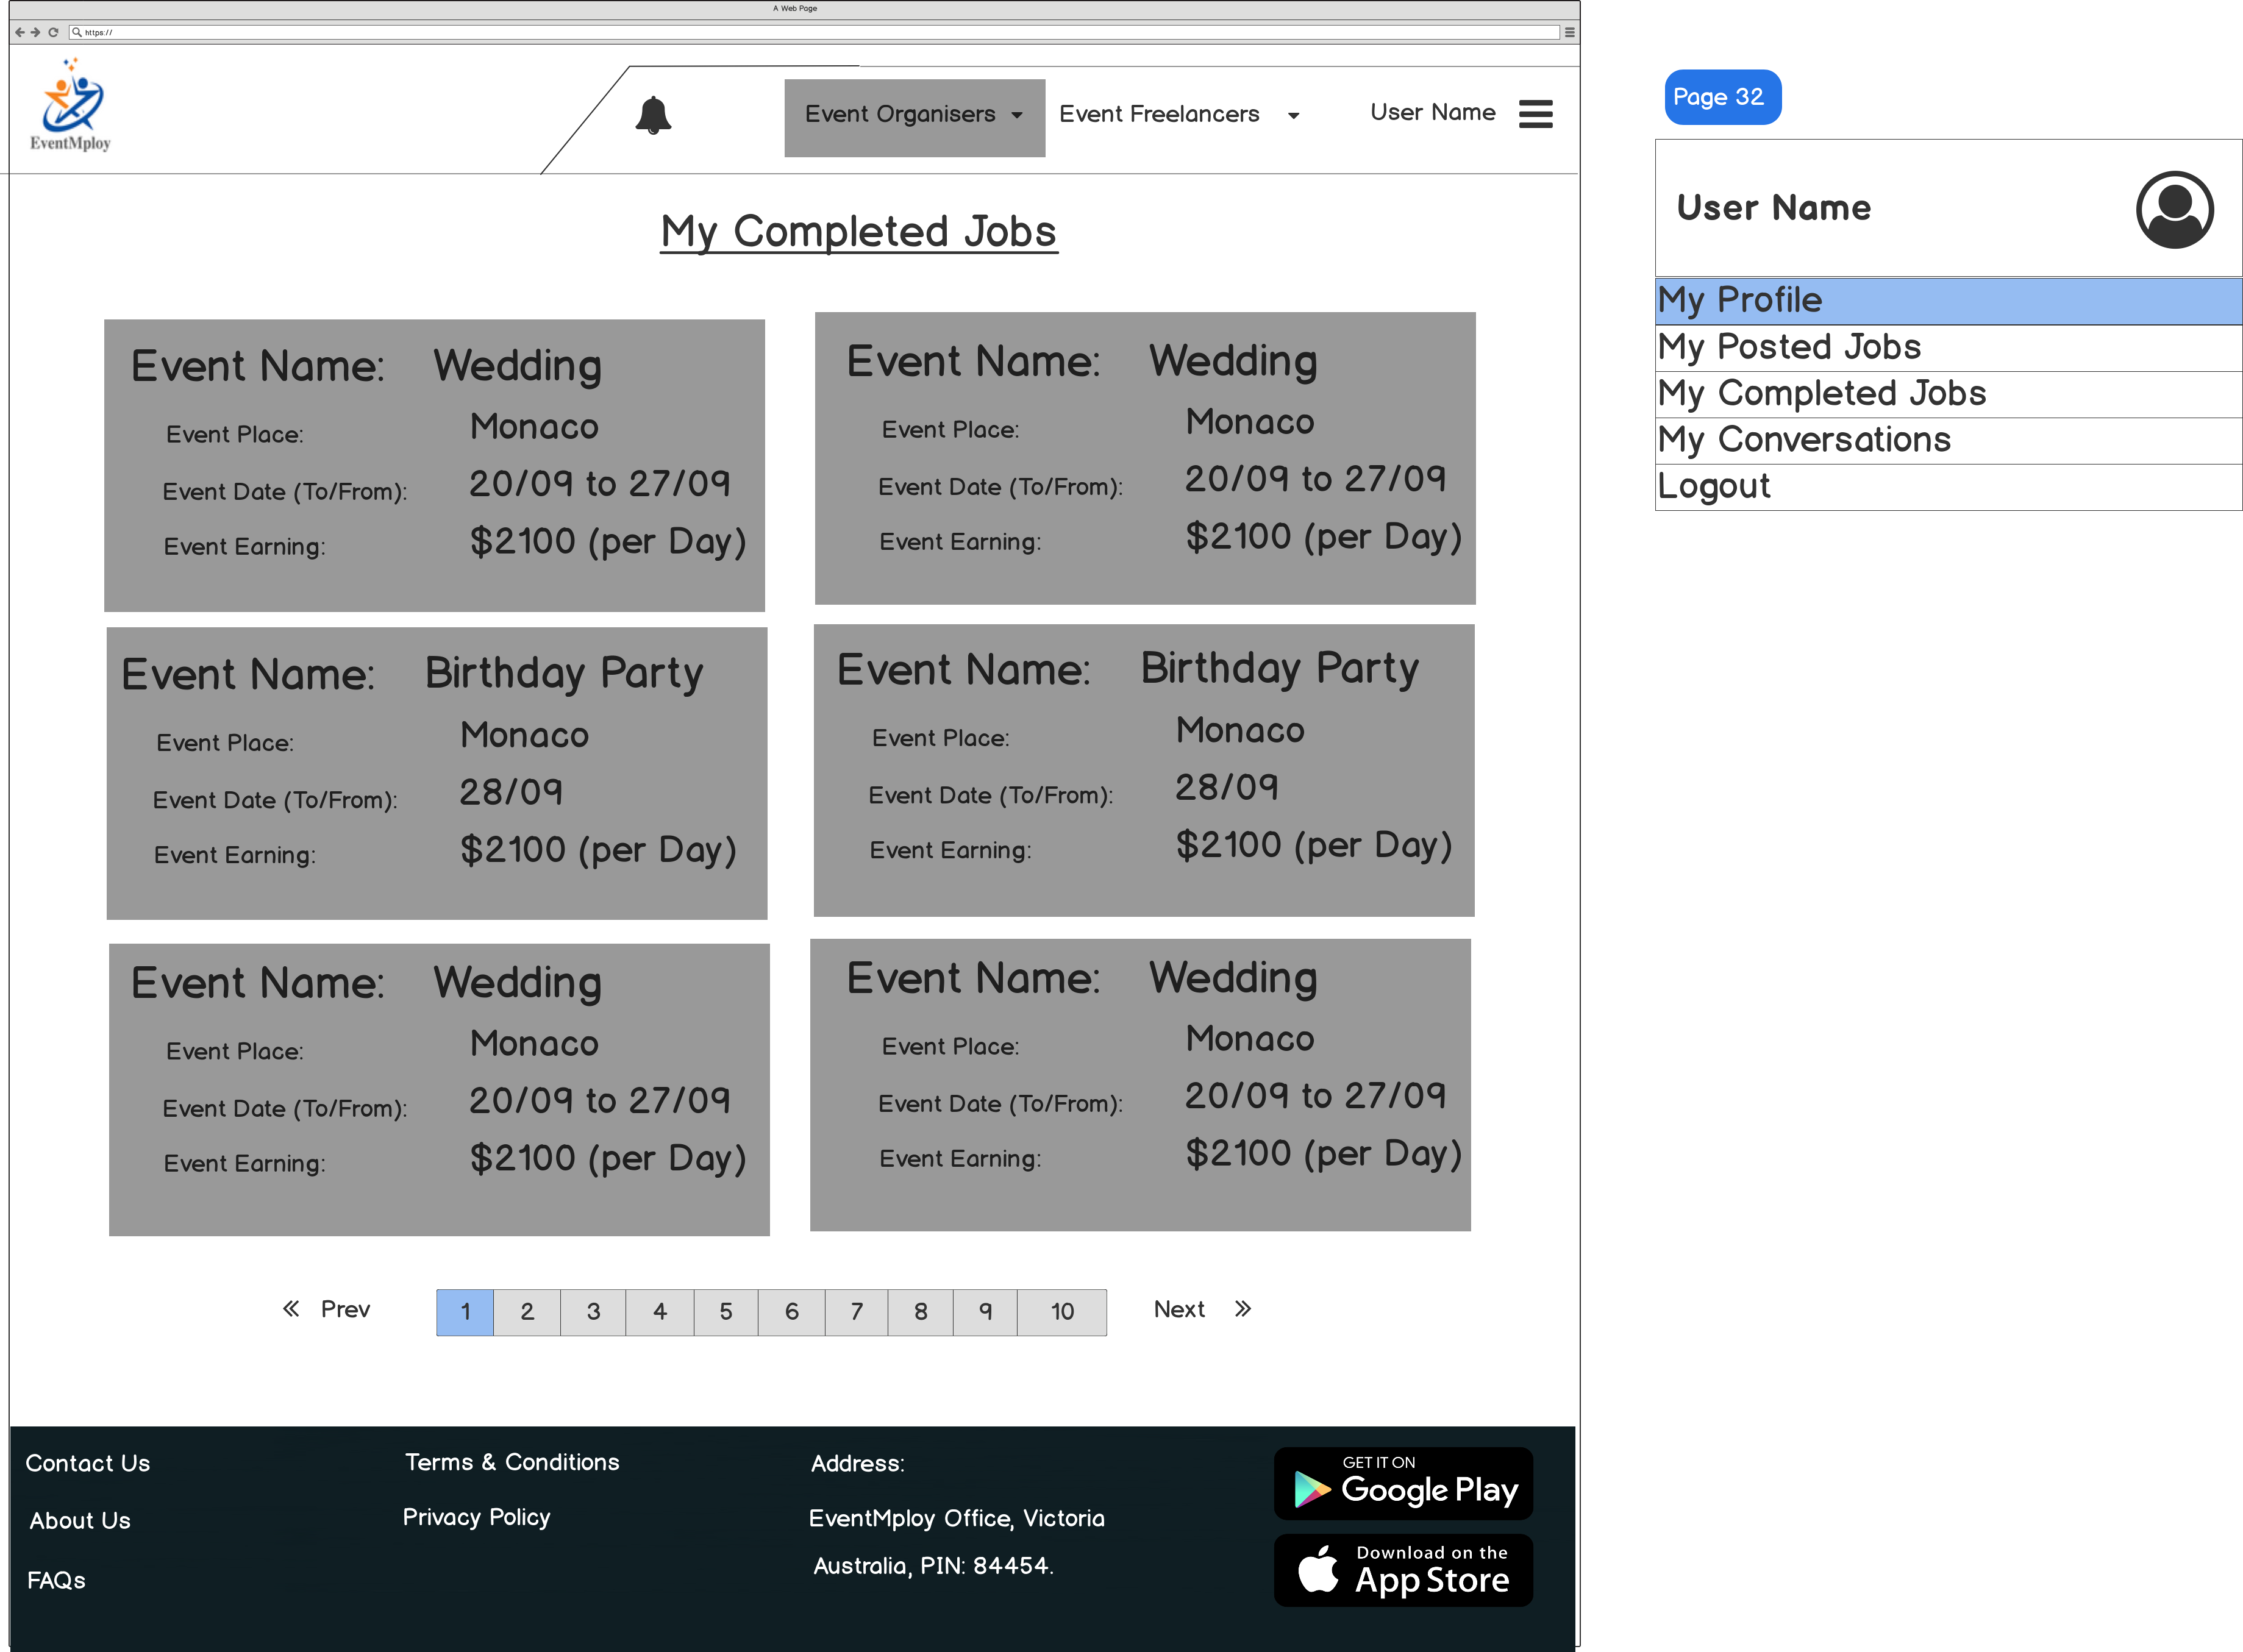 A Web Page
https://
EventMploy
Event Organisers
Event Freelancers
User Name
My Completed Jobs
Event Name: Wedding
Event Place: Monaco
Event Date (To/From): 20/09 to 27/09
Event Earning: $2100 (per Day)
Event Name: Wedding
Event Place: Monaco
Event Date (To/From): 20/09 to 27/09
Event Earning: $2100 (per Day)
Event Name: Birthday Party
Event Place: Monaco
Event Date (To/From): 28/09
Event Earning: $2100 (per Day)
Event Name: Birthday Party
Event Place: Monaco
Event Date (To/From): 28/09
Event Earning: $2100 (per Day)
Event Name: Wedding
Event Place: Monaco
Event Date (To/From): 20/09 to 27/09
Event Earning: $2100 (per Day)
Event Name: Wedding
Event Place: Monaco
Event Date (To/From): 20/09 to 27/09
Event Earning: $2100 (per Day)
Prev 1 2 3 4 5 6 7 8 9 10 Next
Contact Us
About Us
FAQs
Terms & Conditions
Privacy Policy
Address:
EventMploy Office, Victoria
Australia, PIN: 84454.
GET IT ON
Google Play
Download on the
App Store
Page 32
User Name
My Profile
My Posted Jobs
My Completed Jobs
My Conversations
Logout